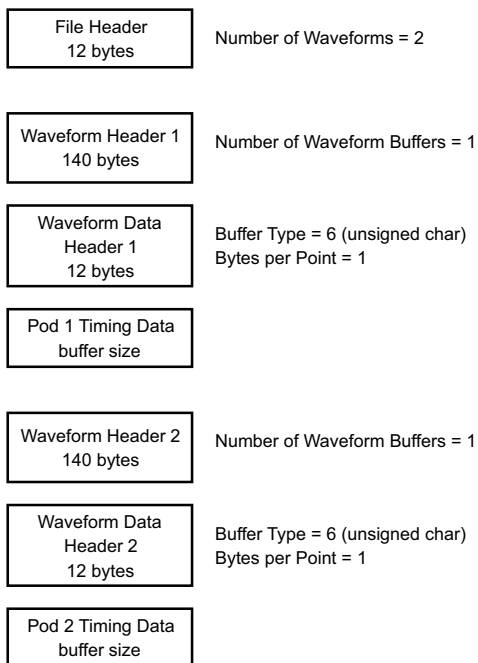 File Header
12 bytes
Number of Waveforms = 2
Waveform Header 1
140 bytes
Number of Waveform Buffers = 1
Waveform Data
Header 1
12 bytes
Buffer Type = 6 (unsigned char)
Bytes per Point = 1
Pod 1 Timing Data
buffer size
Waveform Header 2
140 bytes
Number of Waveform Buffers = 1
Waveform Data
Header 2
12 bytes
Buffer Type = 6 (unsigned char)
Bytes per Point = 1
Pod 2 Timing Data
buffer size